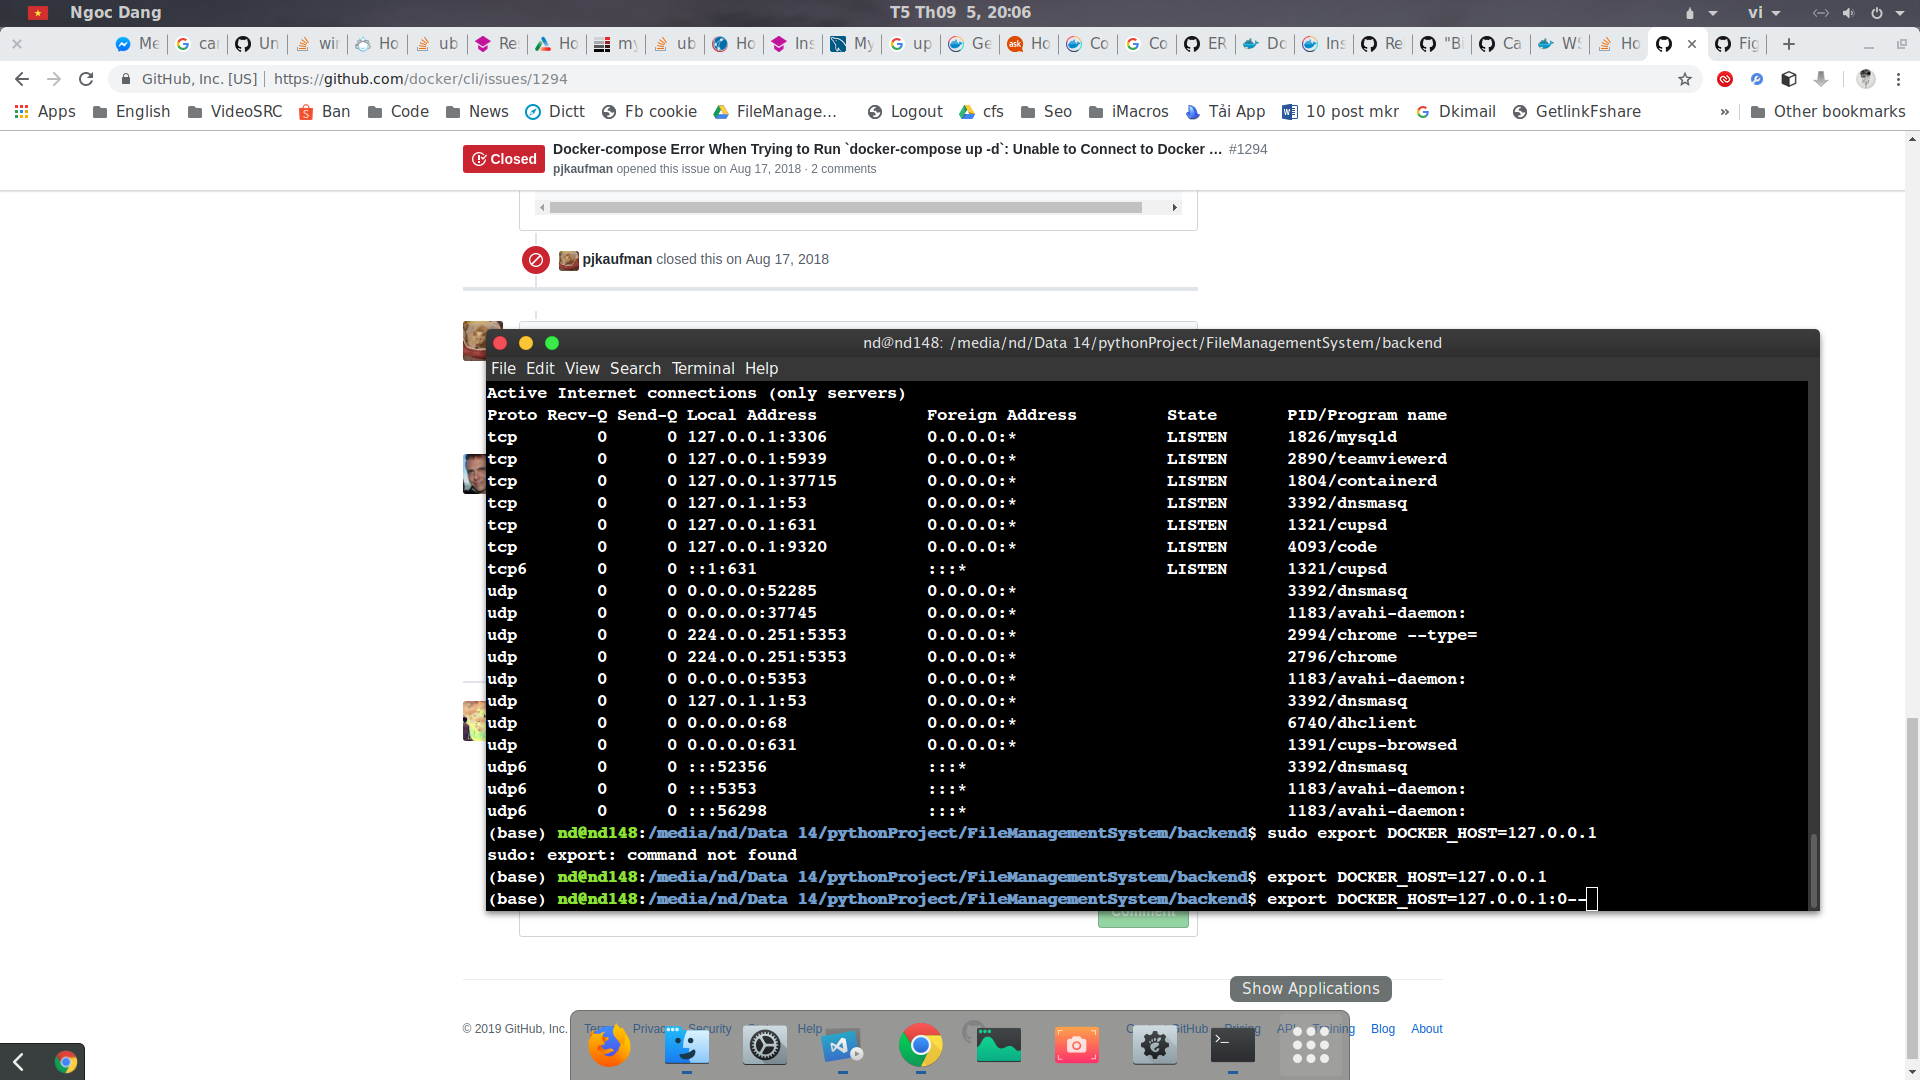 Ngoc Dang
T5 Th09 5, 20:06
vi
Me
ca
Un
wir
Ho
ub
Re
Ho
my
ub
Ho
Ins
My
up
Ge
Ho
Co
Co
ER
Do
Ins
Re
"Bi
Ca
WS
Ho
Fig
GitHub, Inc. [US]
https://github.com/docker/cli/issues/1294
Apps English VideoSRC Ban Code News Dictt Fb cookie FileManage... Logout cfs Seo iMacros Tải App 10 post mkr Dkimail GetlinkFshare » Other bookmarks
Closed
Docker-compose Error When Trying to Run `docker-compose up -d`: Unable to Connect to Docker ... #1294
pjkaufman opened this issue on Aug 17, 2018 · 2 comments
pjkaufman closed this on Aug 17, 2018
nd@nd148: /media/nd/Data 14/pythonProject/FileManagementSystem/backend
File Edit View Search Terminal Help
Active Internet connections (only servers)
Proto Recv-Q Send-Q Local Address Foreign Address State PID/Program name
tcp 0 0 127.0.0.1:3306 0.0.0.0:* LISTEN 1826/mysqld
tcp 0 0 127.0.0.1:5939 0.0.0.0:* LISTEN 2890/teamviewerd
tcp 0 0 127.0.0.1:37715 0.0.0.0:* LISTEN 1804/containerd
tcp 0 0 127.0.1.1:53 0.0.0.0:* LISTEN 3392/dnsmasq
tcp 0 0 127.0.0.1:631 0.0.0.0:* LISTEN 1321/cupsd
tcp 0 0 127.0.0.1:9320 0.0.0.0:* LISTEN 4093/code
tcp6 0 0 ::1:631 :::* LISTEN 1321/cupsd
udp 0 0 0.0.0.0:52285 0.0.0.0:* 3392/dnsmasq
udp 0 0 0.0.0.0:37745 0.0.0.0:* 1183/avahi-daemon:
udp 0 0 224.0.0.251:5353 0.0.0.0:* 2994/chrome --type=
udp 0 0 224.0.0.251:5353 0.0.0.0:* 2796/chrome
udp 0 0 0.0.0.0:5353 0.0.0.0:* 1183/avahi-daemon:
udp 0 0 127.0.1.1:53 0.0.0.0:* 3392/dnsmasq
udp 0 0 0.0.0.0:68 0.0.0.0:* 6740/dhclient
udp 0 0 0.0.0.0:631 0.0.0.0:* 1391/cups-browsed
udp6 0 0 :::52356 :::* 3392/dnsmasq
udp6 0 0 :::5353 :::* 1183/avahi-daemon:
udp6 0 0 :::56298 :::* 1183/avahi-daemon:
(base) nd@nd148:/media/nd/Data 14/pythonProject/FileManagementSystem/backend$ sudo export DOCKER_HOST=127.0.0.1
sudo: export: command not found
(base) nd@nd148:/media/nd/Data 14/pythonProject/FileManagementSystem/backend$ export DOCKER_HOST=127.0.0.1
(base) nd@nd148:/media/nd/Data 14/pythonProject/FileManagementSystem/backend$ export DOCKER_HOST=127.0.0.1:0--
Comment
Show Applications
© 2019 GitHub, Inc. Security Help GitHub Pricing API Training Blog About